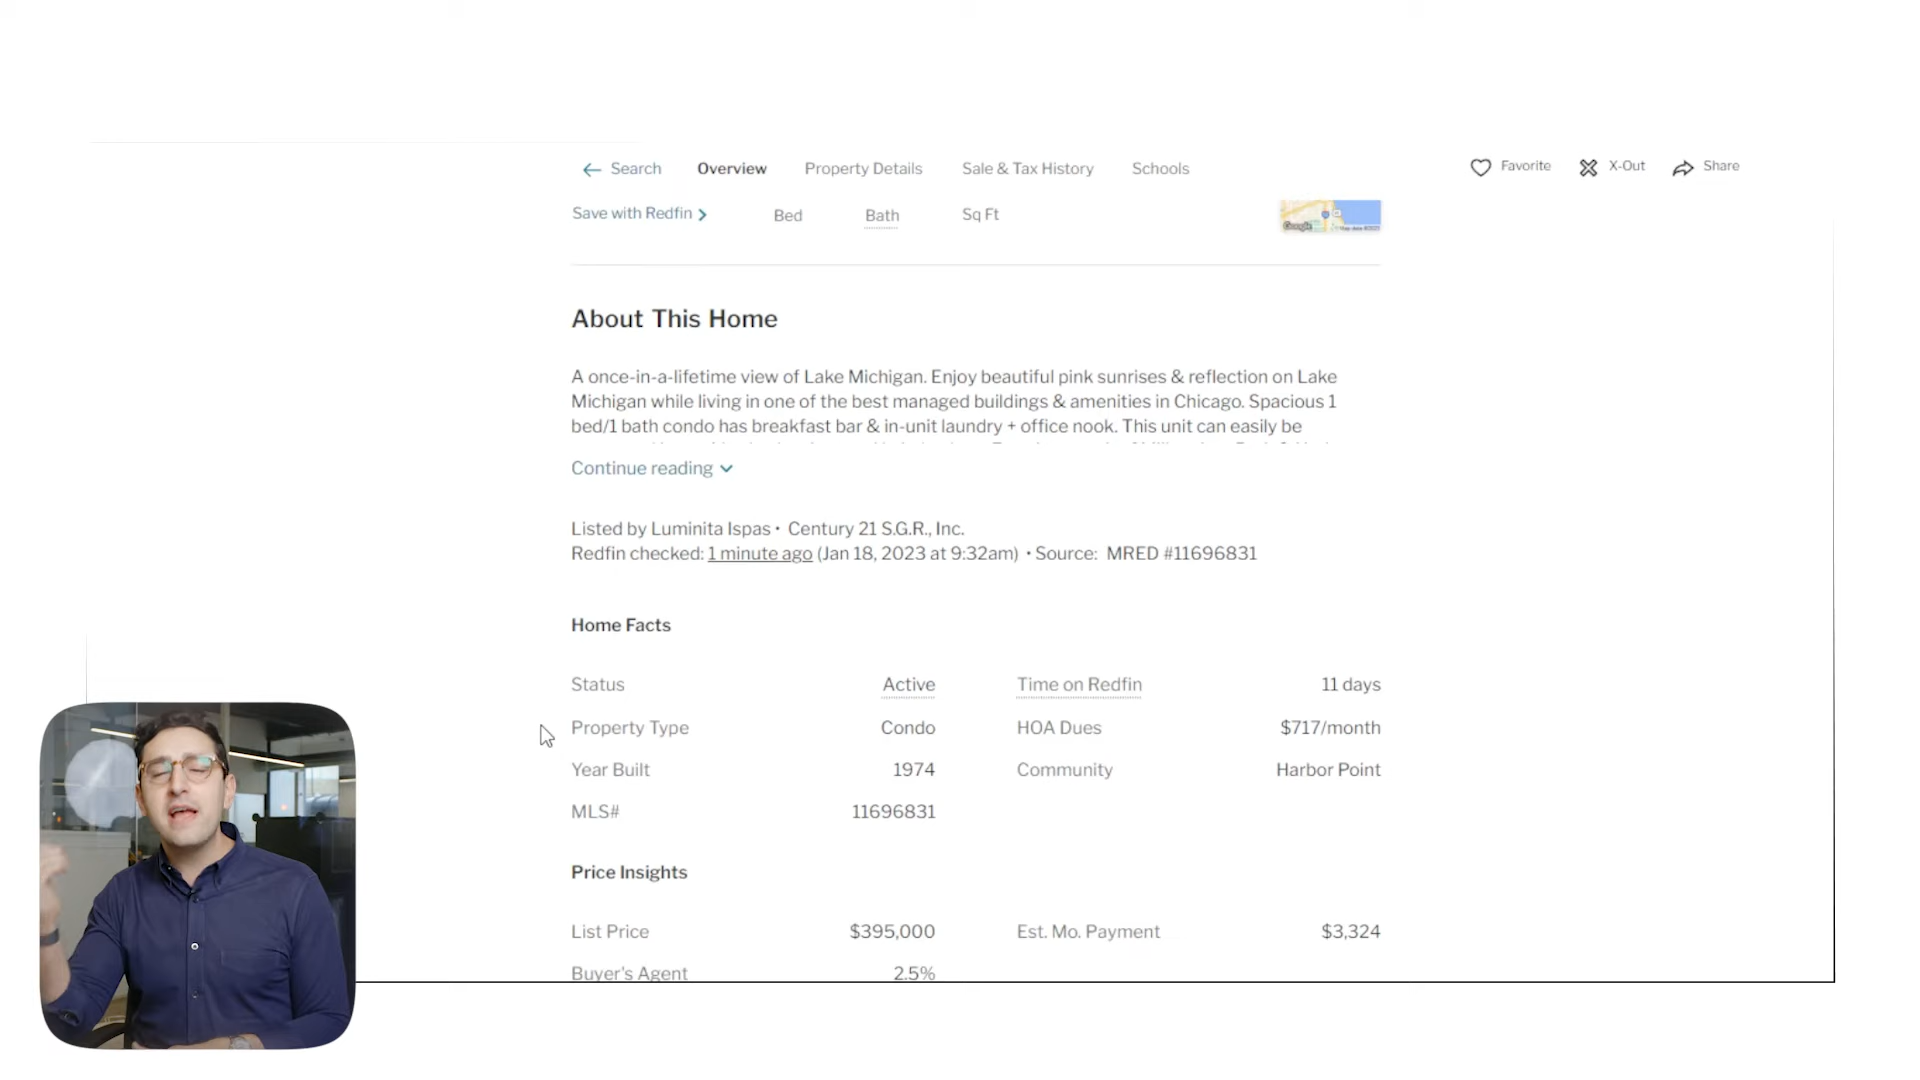 Search Overview Property Details Sale & Tax History Schools Favorite X-Out Share
Save with Redfin Bed Bath Sq Ft
Google
About This Home
A once-in-a-lifetime view of Lake Michigan. Enjoy beautiful pink sunrises & reflection on Lake
Michigan while living in one of the best managed buildings & amenities in Chicago. Spacious 1
bed/1 bath condo has breakfast bar & in-unit laundry + office nook. This unit can easily be
Continue reading
Listed by Luminita Ispas • Century 21 S.G.R., Inc.
Redfin checked: 1 minute ago (Jan 18, 2023 at 9:32am) • Source: MRED #11696831
Home Facts
Status Active Time on Redfin 11 days
Property Type Condo HOA Dues $717/month
Year Built 1974 Community Harbor Point
MLS# 11696831
Price Insights
List Price $395,000 Est. Mo. Payment $3,324
Buyer's Agent 2.5%